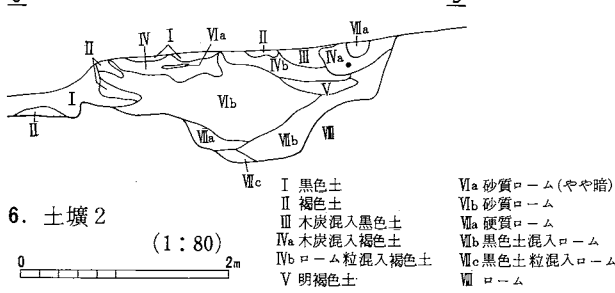 Ⅱ Ⅳ Ⅰ Ⅵa Ⅱ Ⅲ Ⅳa Ⅶa
Ⅳb
Ⅴ
Ⅰ Ⅵb
Ⅱ Ⅶa Ⅶb Ⅷ
Ⅶc
6. 土壙2
(1:80)
0 2m
Ⅰ 黒色土
Ⅱ 褐色土
Ⅲ 木炭混入黒色土
Ⅳa 木炭混入褐色土
Ⅳb ローム粒混入褐色土
Ⅴ 明褐色土
Ⅵa 砂質ローム(やや暗)
Ⅵb 砂質ローム
Ⅶa 硬質ローム
Ⅶb 黒色土混入ローム
Ⅶc 黒色土粒混入ローム
Ⅷ ローム